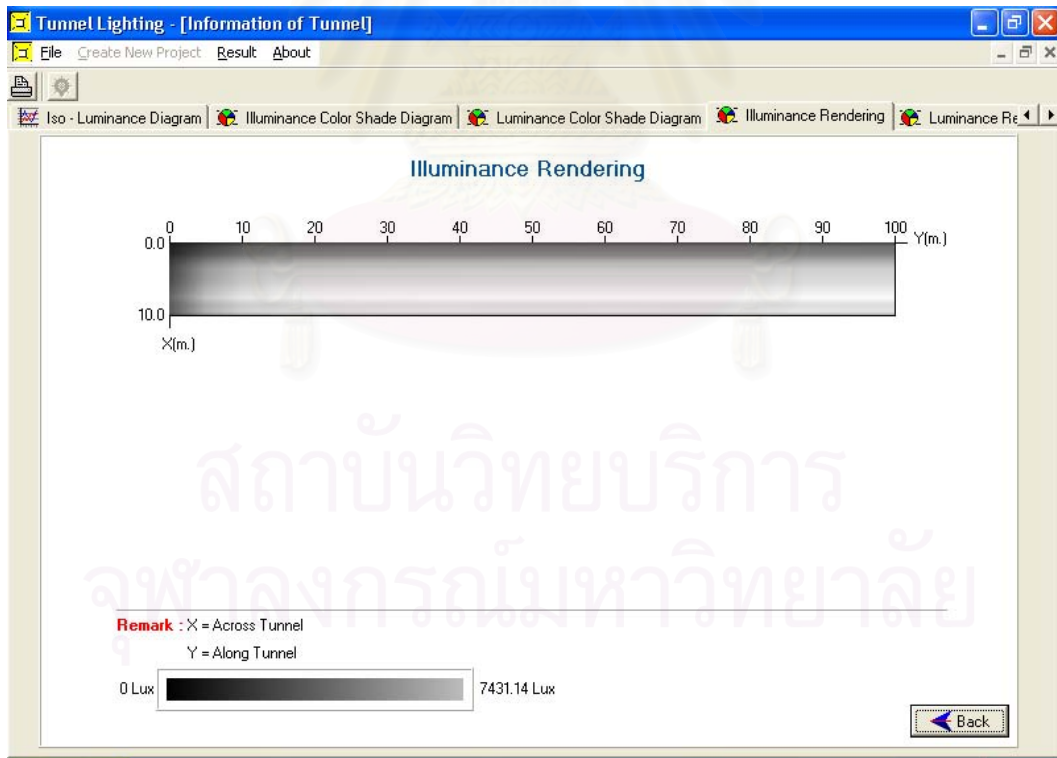 Tunnel Lighting - [Information of Tunnel]
File Create New Project Result About
Iso - Luminance Diagram Illuminance Color Shade Diagram Luminance Color Shade Diagram Illuminance Rendering Luminance Re
Illuminance Rendering
0 10 20 30 40 50 60 70 80 90 100 Y(m.)
0.0
10.0
X(m.)
สถาบันวิทยบริการ
จุฬาลงกรณ์มหาวิทยาลัย
Remark : X = Across Tunnel
Y = Along Tunnel
0 Lux 7431.14 Lux
Back